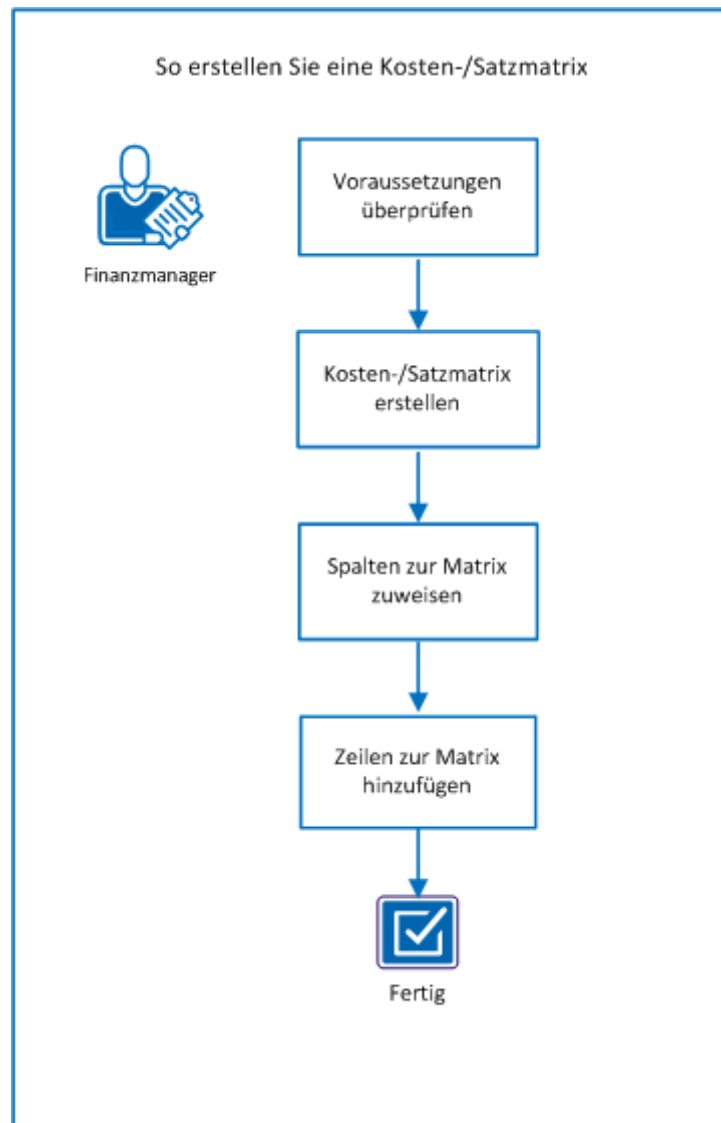 So erstellen Sie eine Kosten-/Satzmatrix
Finanzmanager
Voraussetzungen
überprüfen
Kosten-/Satzmatrix
erstellen
Spalten zur Matrix
zuweisen
Zeilen zur Matrix
hinzufügen
Fertig